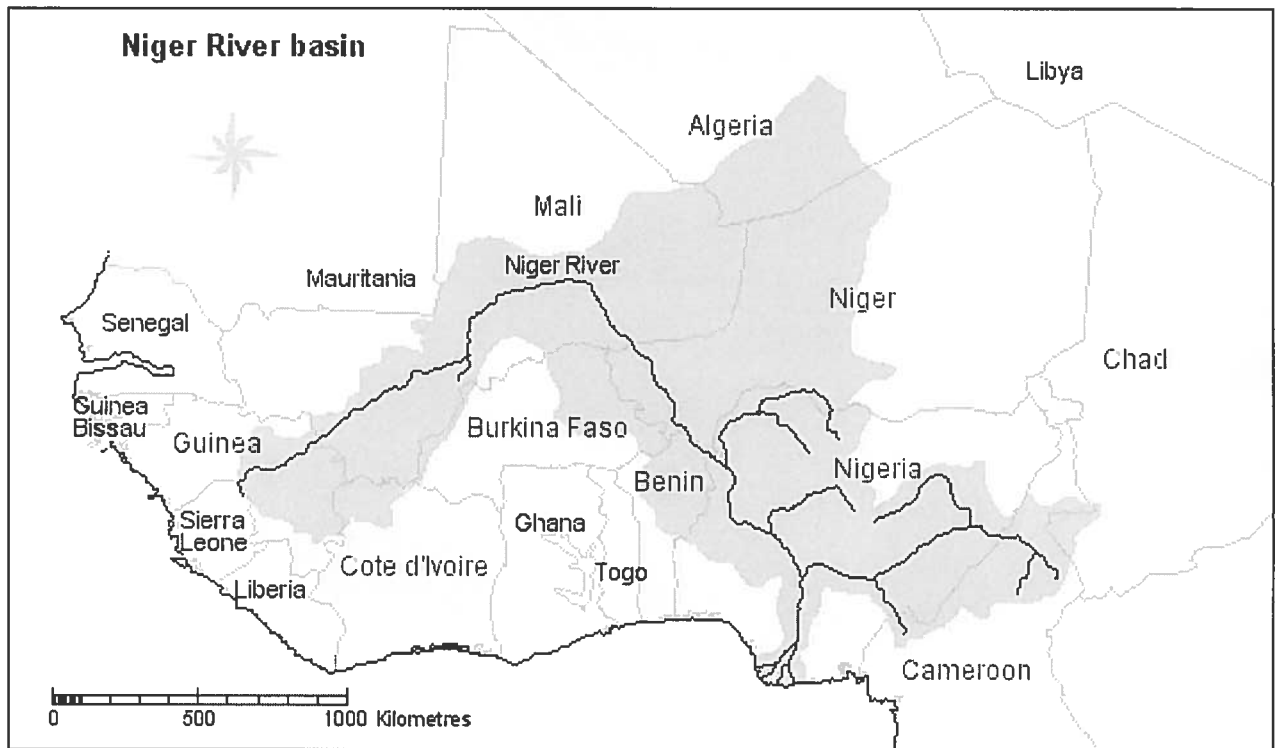 Niger River basin
Libya
Algeria
Mali
Niger River
Mauritania
Niger
Senegal
Chad
Guinea
Bissau
Guinea
Burkina Faso
Nigeria
Benin
Sierra
Leone
Ghana
Cote d'Ivoire
Togo
Liberia
Cameroon
0 500 1000 Kilometres